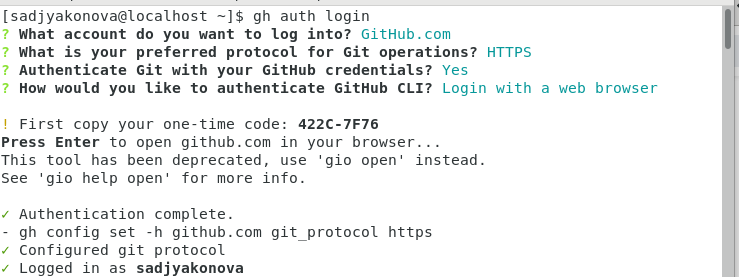 [sadjyakonova@localhost ~]$ gh auth login
? What account do you want to log into? GitHub.com
? What is your preferred protocol for Git operations? HTTPS
? Authenticate Git with your GitHub credentials? Yes
? How would you like to authenticate GitHub CLI? Login with a web browser
! First copy your one-time code: 422C-7F76
Press Enter to open github.com in your browser...
This tool has been deprecated, use 'gio open' instead.
See 'gio help open' for more info.
✓ Authentication complete.
- gh config set -h github.com git_protocol https
✓ Configured git protocol
✓ Logged in as sadjyakonova